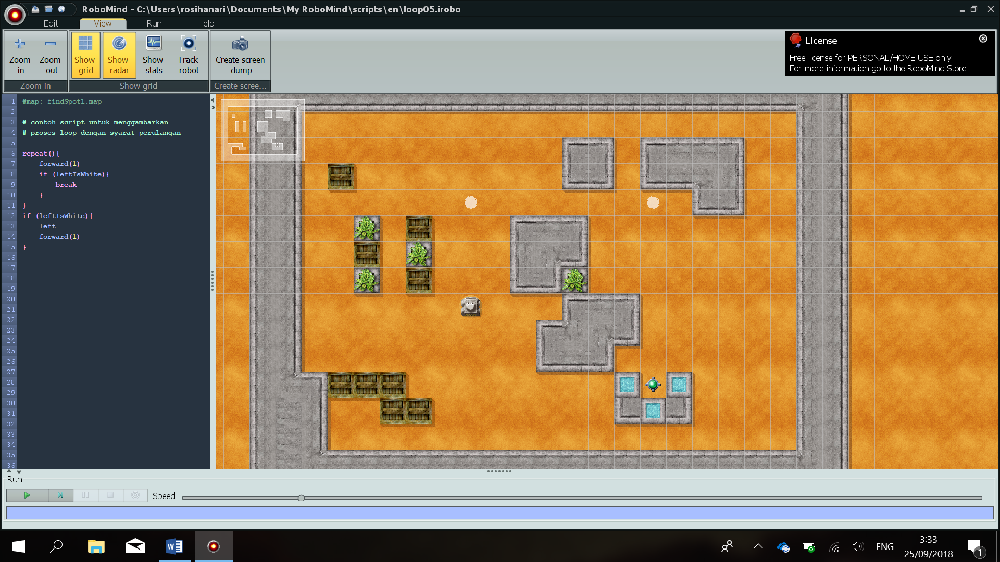 RoboMind - C:\Users\rosihanari\Documents\My RoboMind\scripts\en\loop05.irobo
Edit
View
Run
Help
Zoom in
Zoom out
Show grid
Show radar
Show stats
Track robot
Create screen dump
Zoom in
Show grid
Create scree...
License
Free license for PERSONAL/HOME USE only.
For more information go to the RoboMind Store.
1 #map: findSpot1.map
2
3 # contoh script untuk menggambarkan
4 # proses loop dengan syarat perulangan
5
6 repeat(){
7 forward(1)
8 if (leftIsWhite){
9 break
10 }
11 }
12 if (leftIsWhite){
13 left
14 forward(1)
15 }
16
17
18
19
20
21
22
23
24
25
26
27
28
29
30
31
32
33
34
35
36
Run
Speed
ENG
3:33
25/09/2018
1